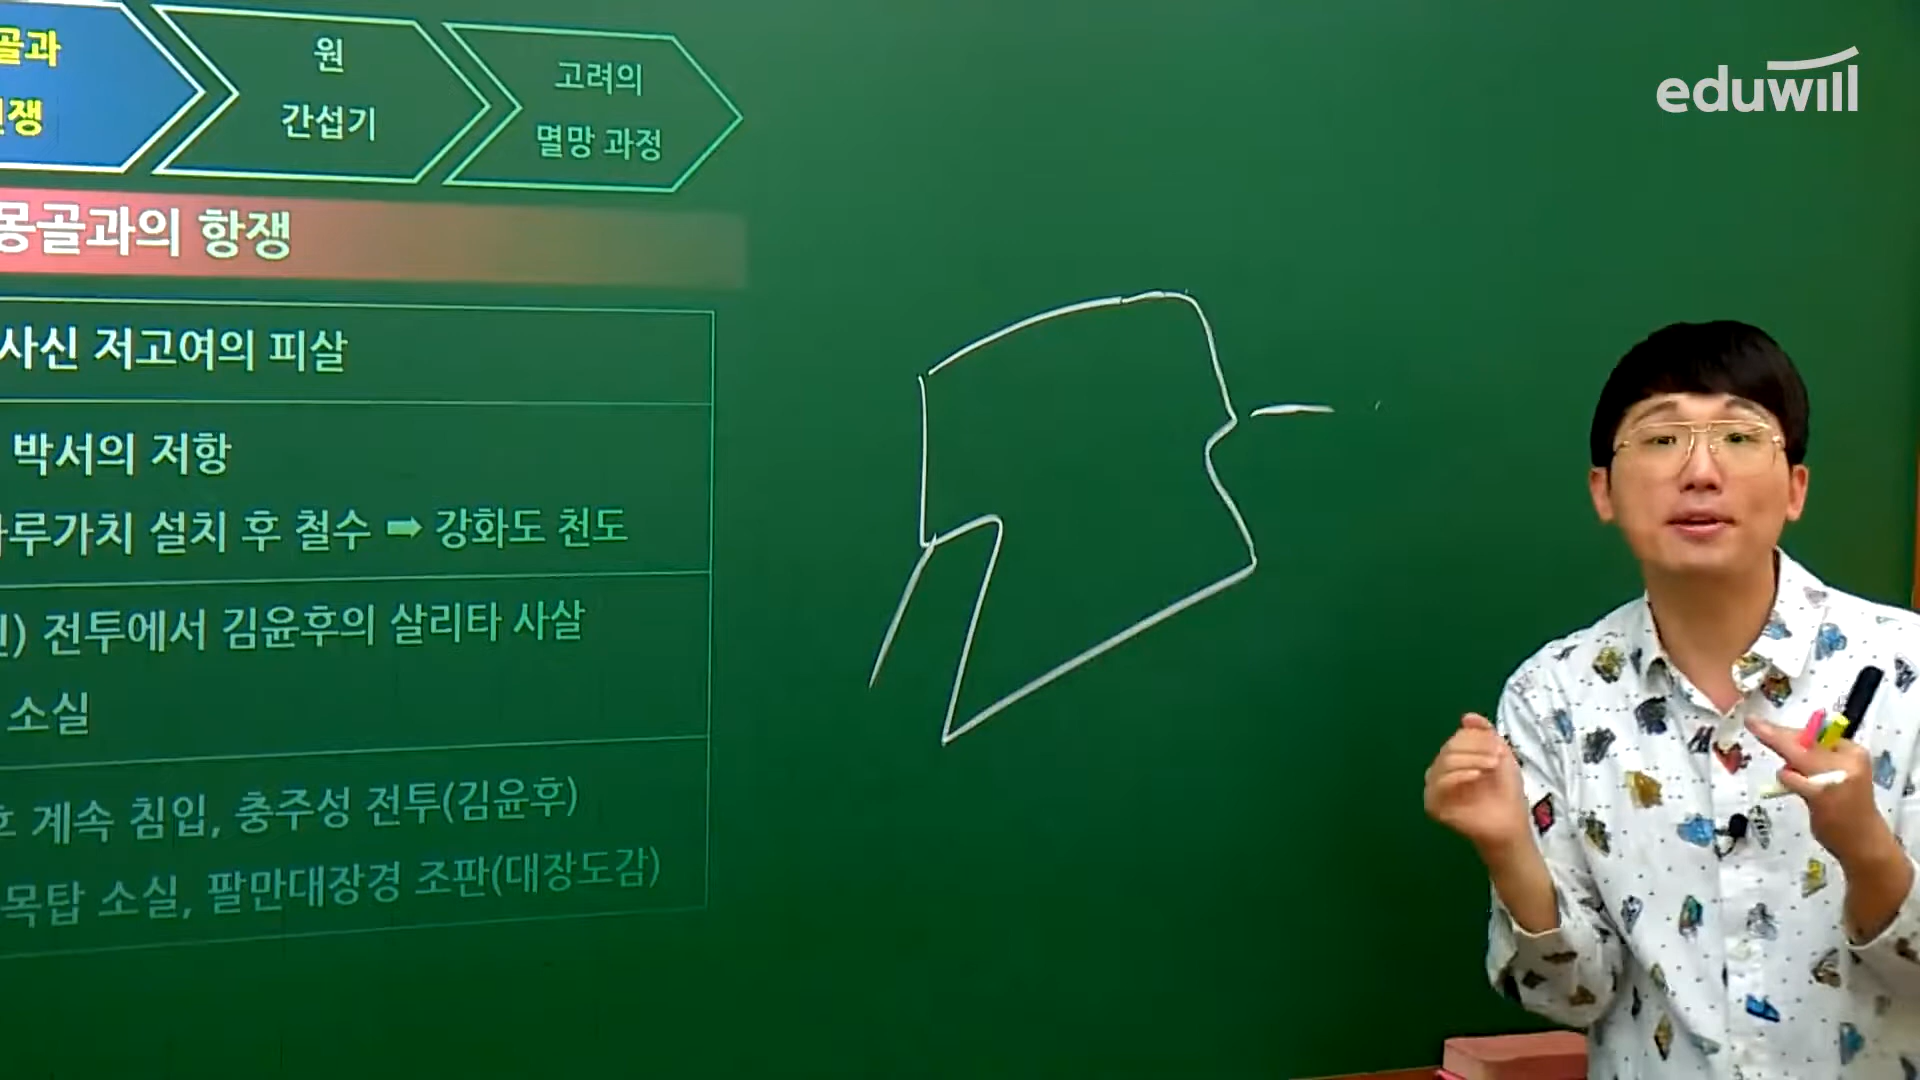 골과
쟁
원
간섭기
고려의
멸망 과정
eduwill
몽골과의 항쟁
사신 저고여의 피살
박서의 저항
루가치 설치 후 철수 ➡ 강화도 천도
) 전투에서 김윤후의 살리타 사살
소실
계속 침입, 충주성 전투(김윤후)
목탑 소실, 팔만대장경 조판(대장도감)